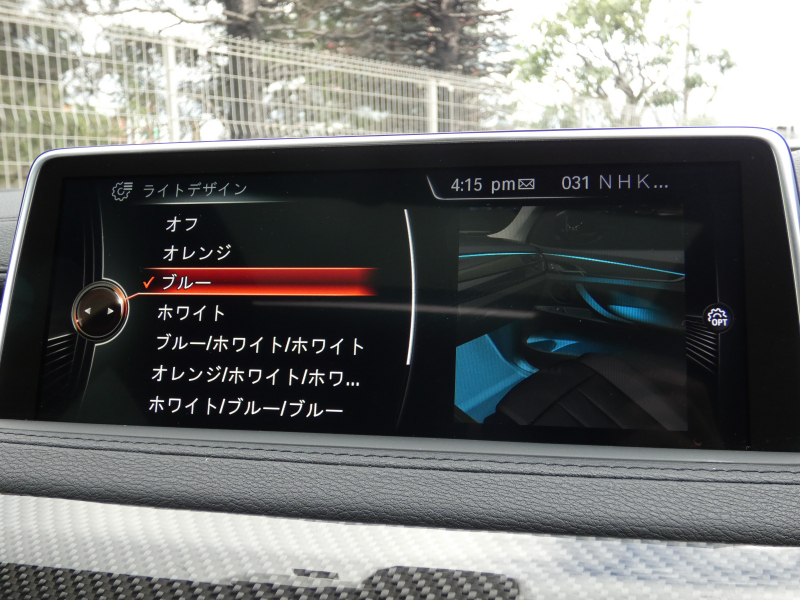 ライトデザイン
4:15 pm
031 NHK...
オフ
オレンジ
ブルー
ホワイト
ブルー/ホワイト/ホワイト
オレンジ/ホワイト/ホワ...
ホワイト/ブルー/ブルー
OPT